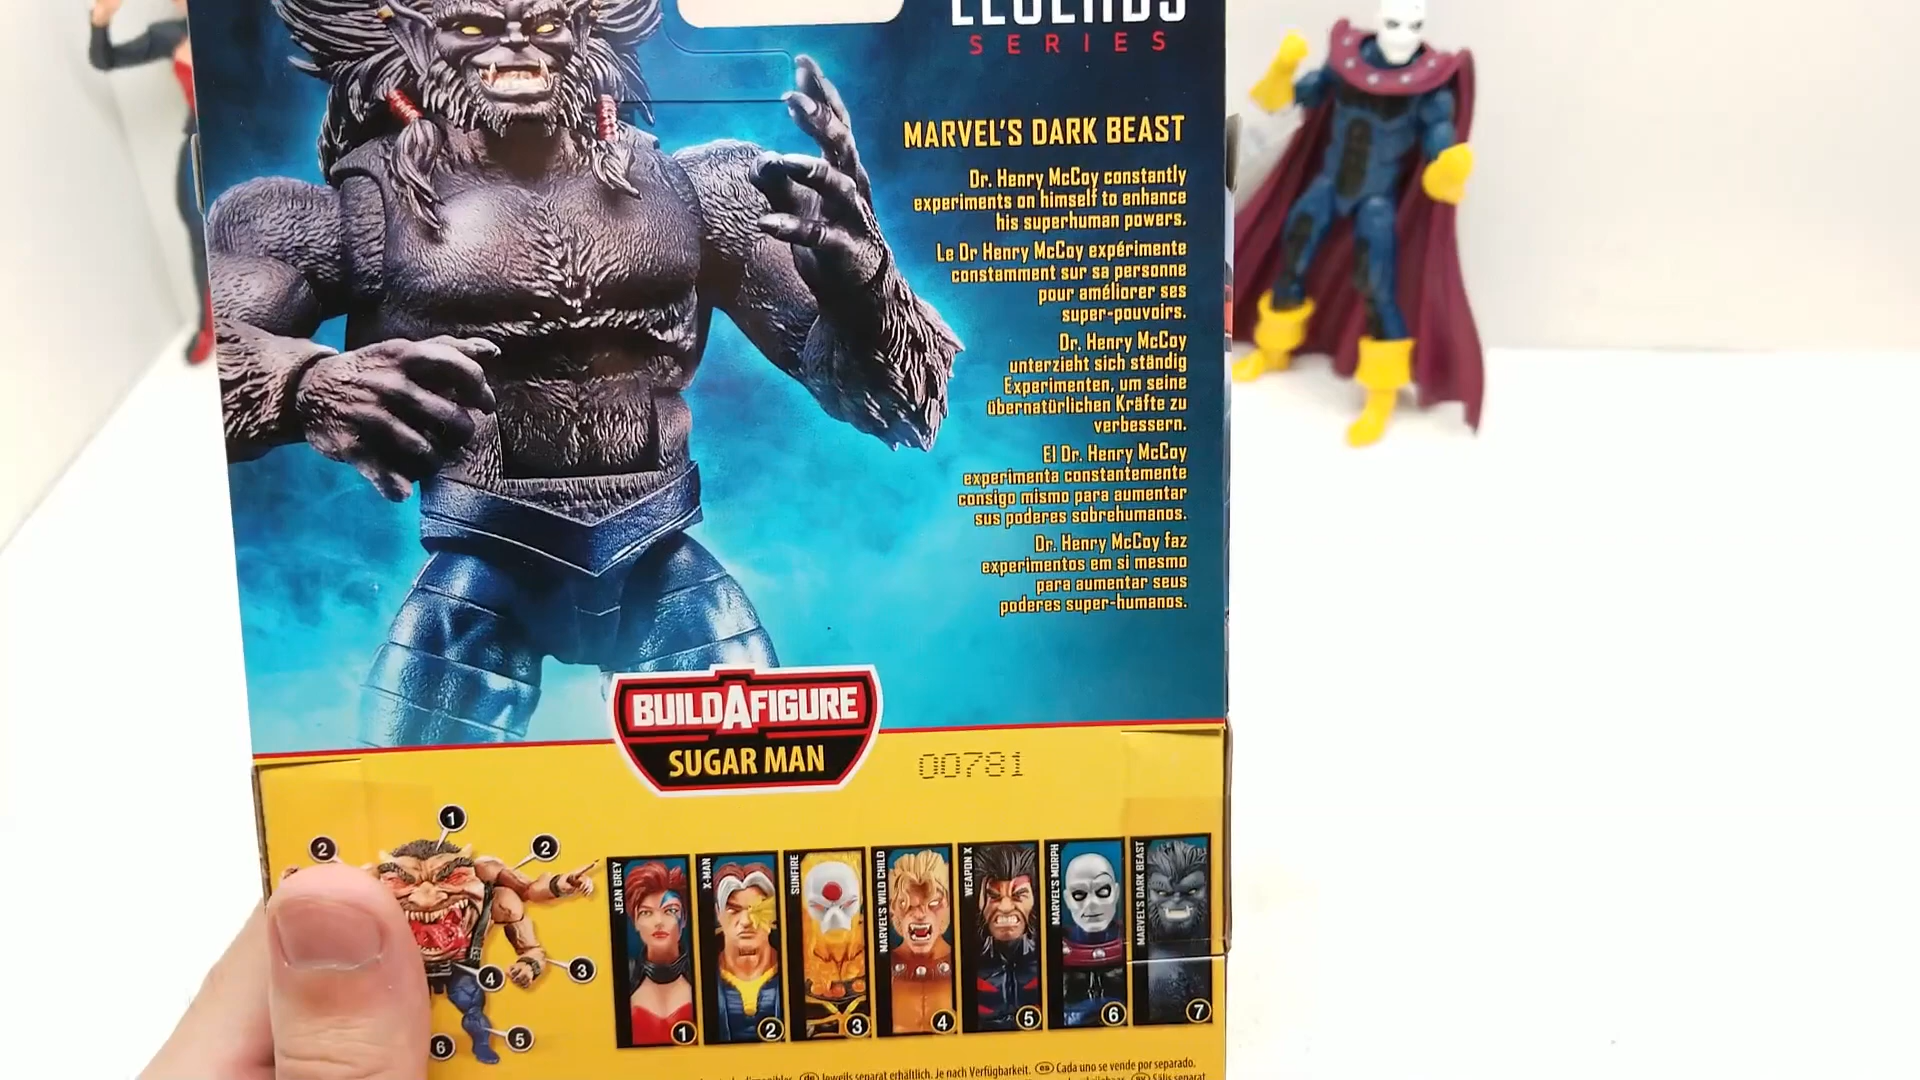 LEGENDS
SERIES
MARVEL'S DARK BEAST
Dr. Henry McCoy constantly
experiments on himself to enhance
his superhuman powers.
Le Dr Henry McCoy expérimente
constamment sur sa personne
pour améliorer ses
super-pouvoirs.
Dr. Henry McCoy
unterzieht sich ständig
Experimenten, um seine
übernatürlichen Kräfte zu
verbessern.
El Dr. Henry McCoy
experimenta constantemente
consigo mismo para aumentar
sus poderes sobrehumanos.
Dr. Henry McCoy faz
experimentos em si mesmo
para aumentar seus
poderes super-humanos.
BUILDAFIGURE
SUGAR MAN
00781
1
2
2
3
4
5
6
JEAN GREY
1
X-MAN
2
SUNFIRE
3
MARVEL'S WILD CHILD
4
WEAPON X
5
MARVEL'S MORPH
6
MARVEL'S DARK BEAST
7
de Jeweils separat erhältlich. Je nach Verfügbarkeit. es Cada uno se vende por separado.